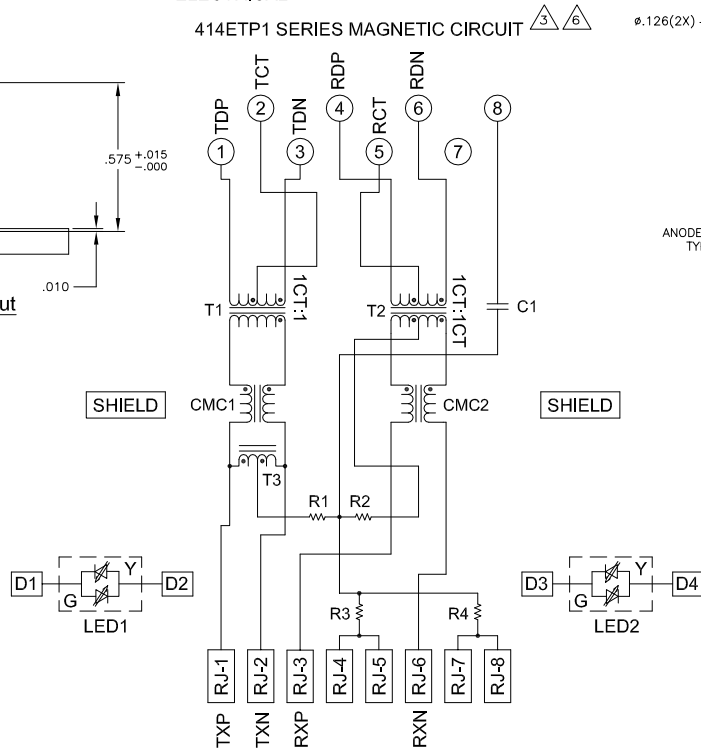 414ETP1 SERIES MAGNETIC CIRCUIT
3
6
ø.126(2X)
TDP
TCT
TDN
RDP
RCT
RDN
1
2
3
4
5
6
7
8
.575 +.015 -.000
.010
ut
ANODE
T1
1CT:1
T2
1CT:1CT
C1
SHIELD
CMC1
CMC2
SHIELD
T3
R1
R2
D1
G
Y
D2
LED1
D3
G
Y
D4
LED2
R3
R4
RJ-1
RJ-2
RJ-3
RJ-4
RJ-5
RJ-6
RJ-7
RJ-8
TXP
TXN
RXP
RXN